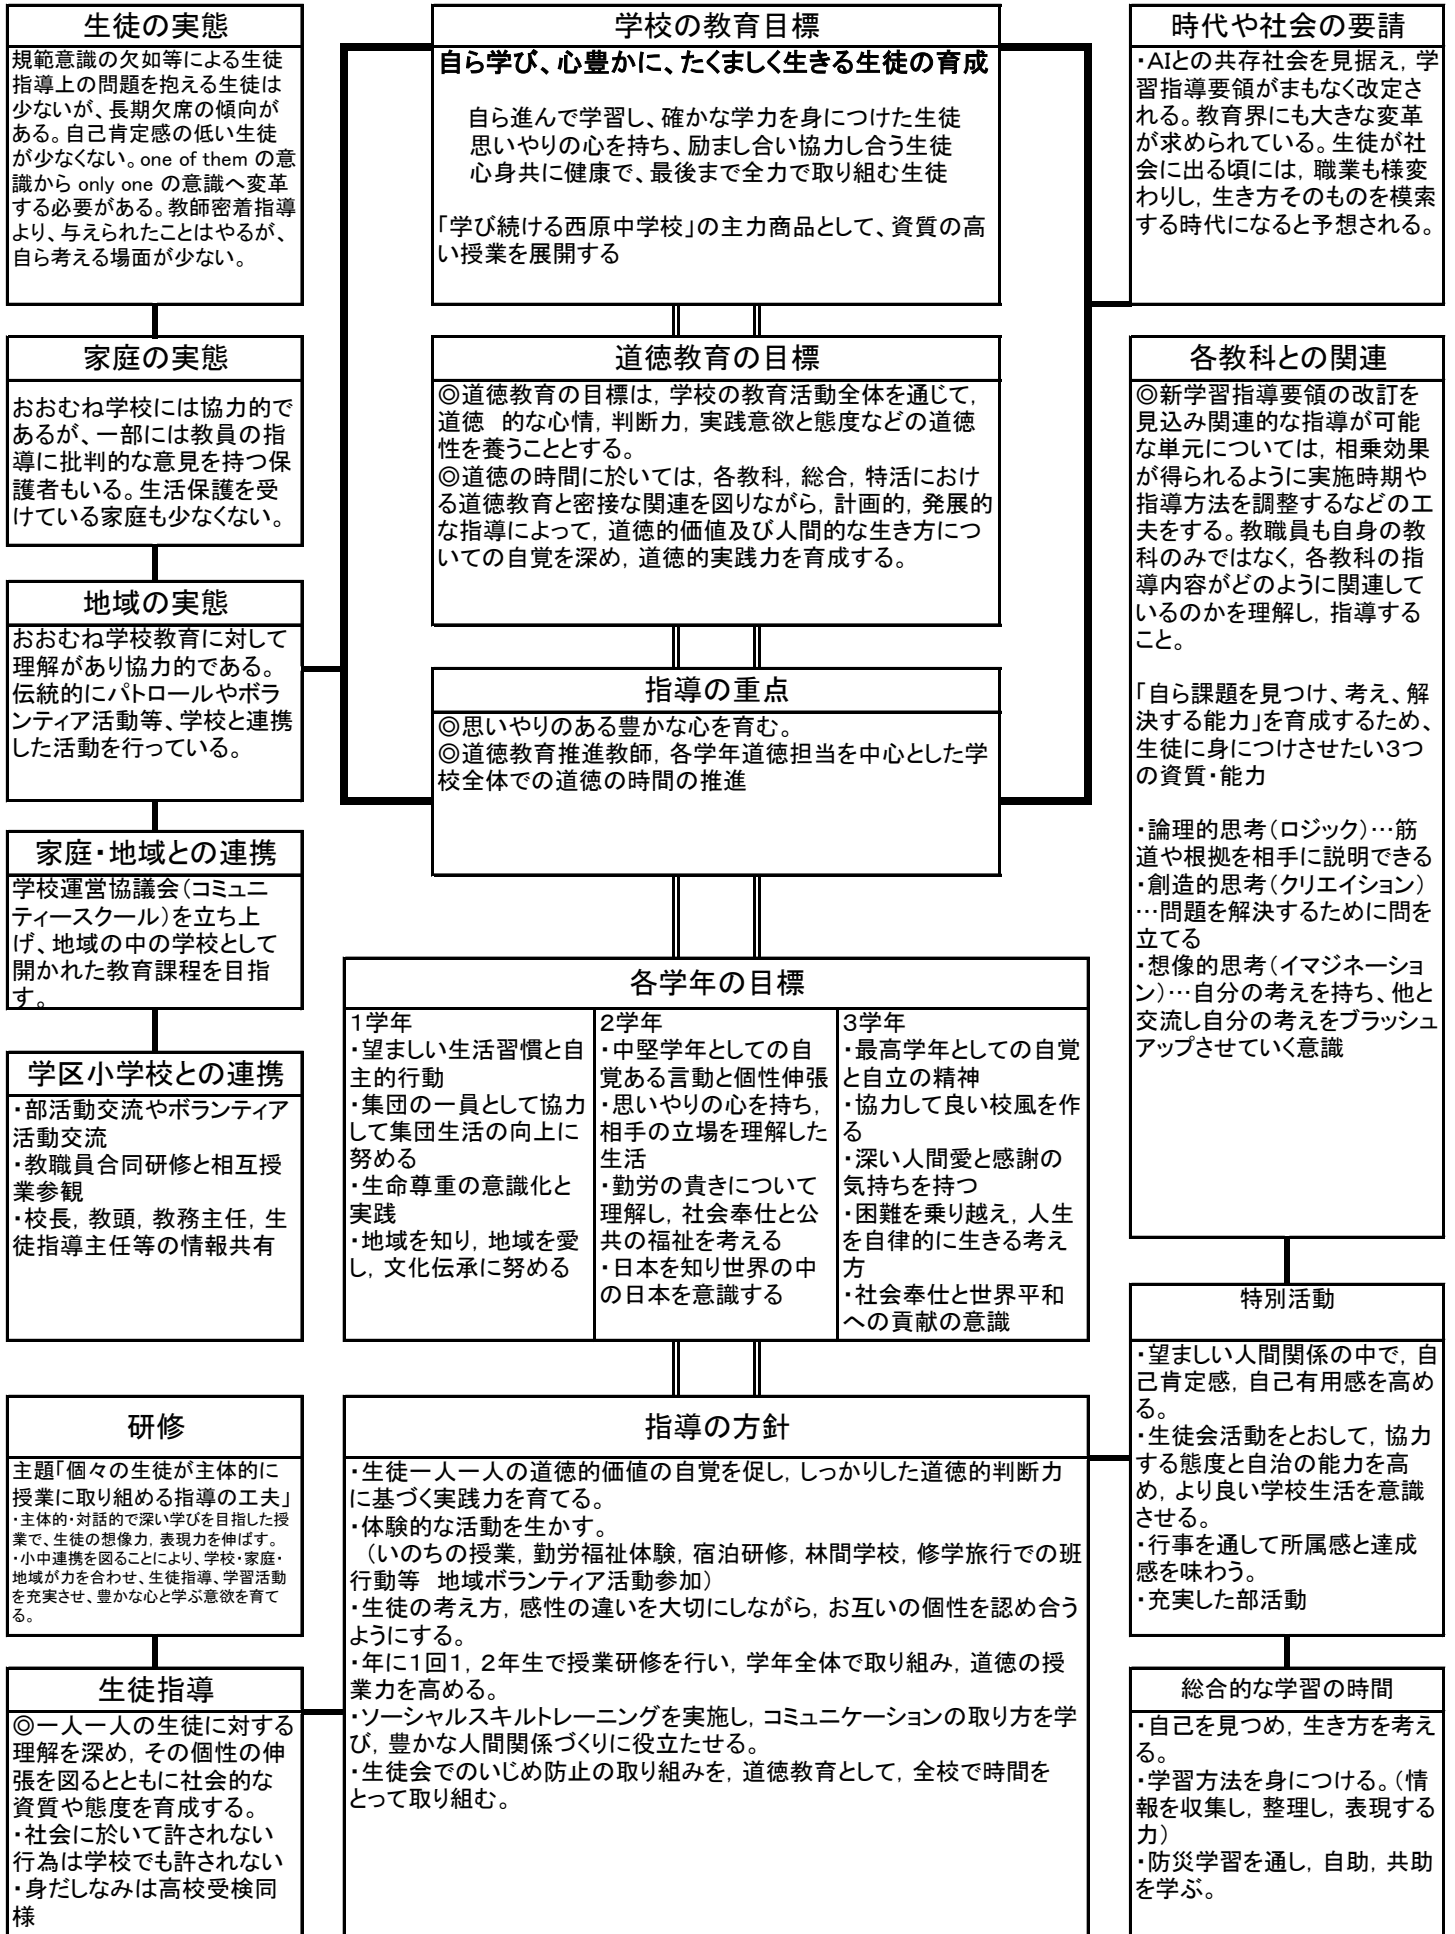 生徒の実態
規範意識の欠如等による生徒
指導上の問題を抱える生徒は
少ないが、長期欠席の傾向が
ある。自己肯定感の低い生徒
が少なくない。one of them の意
識から only one の意識へ変革
する必要がある。教師密着指導
より、与えられたことはやるが、
自ら考える場面が少ない。
家庭の実態
おおむね学校には協力的で
あるが、一部には教員の指
導に批判的な意見を持つ保
護者もいる。生活保護を受
けている家庭も少なくない。
地域の実態
おおむね学校教育に対して
理解があり協力的である。
伝統的にパトロールやボラ
ンティア活動等、学校と連携
した活動を行っている。
家庭・地域との連携
学校運営協議会（コミュニ
ティースクール）を立ち上
げ、地域の中の学校として
開かれた教育課程を目指
す。
学区小学校との連携
・部活動交流やボランティア
活動交流
・教職員合同研修と相互授
業参観
・校長，教頭，教務主任，生
徒指導主任等の情報共有
研修
主題「個々の生徒が主体的に
授業に取り組める指導の工夫」
・主体的・対話的で深い学びを目指した授
業で、生徒の想像力，表現力を伸ばす。
・小中連携を図ることにより、学校・家庭・
地域が力を合わせ、生徒指導、学習活動
を充実させ、豊かな心と学ぶ意欲を育て
る。
生徒指導
◎一人一人の生徒に対する
理解を深め，その個性の伸
張を図るとともに社会的な
資質や態度を育成する。
・社会に於いて許されない
行為は学校でも許されない
・身だしなみは高校受検同
様
学校の教育目標
自ら学び、心豊かに、たくましく生きる生徒の育成
自ら進んで学習し、確かな学力を身につけた生徒
思いやりの心を持ち、励まし合い協力し合う生徒
心身共に健康で、最後まで全力で取り組む生徒
「学び続ける西原中学校」の主力商品として、資質の高
い授業を展開する
道徳教育の目標
◎道徳教育の目標は，学校の教育活動全体を通じて，
道徳　的な心情，判断力，実践意欲と態度などの道徳
性を養うこととする。
◎道徳の時間に於いては，各教科，総合，特活におけ
る道徳教育と密接な関連を図りながら，計画的，発展的
な指導によって，道徳的価値及び人間的な生き方につ
いての自覚を深め，道徳的実践力を育成する。
指導の重点
◎思いやりのある豊かな心を育む。
◎道徳教育推進教師，各学年道徳担当を中心とした学
校全体での道徳の時間の推進
各学年の目標
１学年
・望ましい生活習慣と自
主的行動
・集団の一員として協力
して集団生活の向上に
努める
・生命尊重の意識化と
実践
・地域を知り，地域を愛
し，文化伝承に努める
２学年
・中堅学年としての自
覚ある言動と個性伸張
・思いやりの心を持ち，
相手の立場を理解した
生活
・勤労の貴きについて
理解し，社会奉仕と公
共の福祉を考える
・日本を知り世界の中
の日本を意識する
３学年
・最高学年としての自覚
と自立の精神
・協力して良い校風を作
る
・深い人間愛と感謝の
気持ちを持つ
・困難を乗り越え，人生
を自律的に生きる考え
方
・社会奉仕と世界平和
への貢献の意識
指導の方針
・生徒一人一人の道徳的価値の自覚を促し，しっかりした道徳的判断力
に基づく実践力を育てる。
・体験的な活動を生かす。
（いのちの授業，勤労福祉体験，宿泊研修，林間学校，修学旅行での班
行動等　地域ボランティア活動参加）
・生徒の考え方，感性の違いを大切にしながら，お互いの個性を認め合う
ようにする。
・年に１回１，２年生で授業研修を行い，学年全体で取り組み，道徳の授
業力を高める。
・ソーシャルスキルトレーニングを実施し，コミュニケーションの取り方を学
び，豊かな人間関係づくりに役立たせる。
・生徒会でのいじめ防止の取り組みを，道徳教育として，全校で時間を
とって取り組む。
時代や社会の要請
・AIとの共存社会を見据え，学
習指導要領がまもなく改定さ
れる。教育界にも大きな変革
が求められている。生徒が社
会に出る頃には，職業も様変
わりし，生き方そのものを模索
する時代になると予想される。
各教科との関連
◎新学習指導要領の改訂を
見込み関連的な指導が可能
な単元については，相乗効果
が得られるように実施時期や
指導方法を調整するなどの工
夫をする。教職員も自身の教
科のみではなく，各教科の指
導内容がどのように関連して
いるのかを理解し，指導する
こと。
「自ら課題を見つけ、考え、解
決する能力」を育成するため、
生徒に身につけさせたい３つ
の資質・能力
・論理的思考（ロジック）…筋
道や根拠を相手に説明できる
・創造的思考（クリエイション）
…問題を解決するために問を
立てる
・想像的思考（イマジネーショ
ン）…自分の考えを持ち、他と
交流し自分の考えをブラッシュ
アップさせていく意識
特別活動
・望ましい人間関係の中で，自
己肯定感，自己有用感を高め
る。
・生徒会活動をとおして，協力
する態度と自治の能力を高
め，より良い学校生活を意識
させる。
・行事を通して所属感と達成
感を味わう。
・充実した部活動
総合的な学習の時間
・自己を見つめ，生き方を考え
る。
・学習方法を身につける。（情
報を収集し，整理し，表現する
力）
・防災学習を通し，自助，共助
を学ぶ。